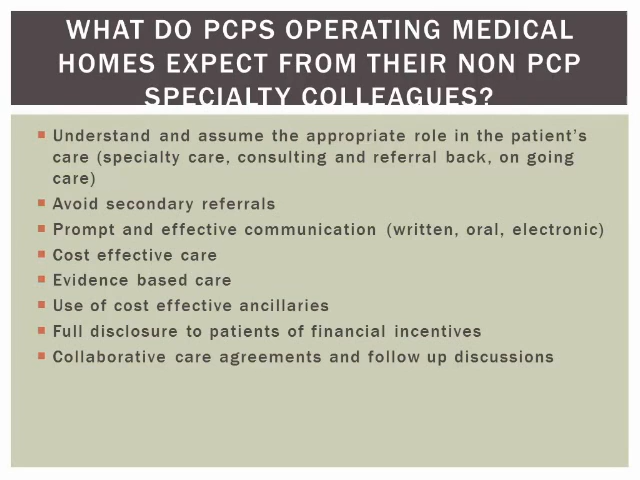 WHAT DO PCPS OPERATING MEDICAL
HOMES EXPECT FROM THEIR NON PCP
SPECIALTY COLLEAGUES?
Understand and assume the appropriate role in the patient's
care (specialty care, consulting and referral back, on going
care)
Avoid secondary referrals
Prompt and effective communication (written, oral, electronic)
Cost effective care
Evidence based care
Use of cost effective ancillaries
Full disclosure to patients of financial incentives
Collaborative care agreements and follow up discussions